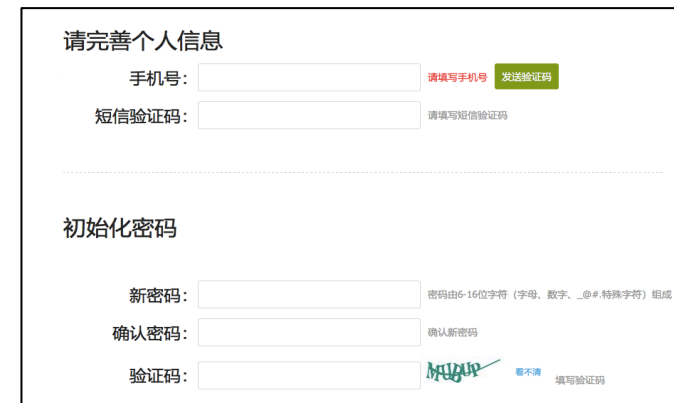 请完善个人信息
手机号： 请填写手机号 发送验证码
短信验证码： 请填写短信验证码
初始化密码
新密码： 密码由6-16位字符（字母、数字、_@#.特殊字符）组成
确认密码： 确认新密码
验证码： 看不清 填写验证码